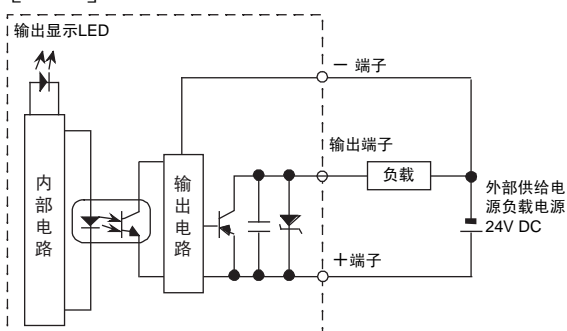 输出显示LED
一 端子
输出端子
负载
外部供给电
源负载电源
24V DC
内部电路
输出电路
＋端子